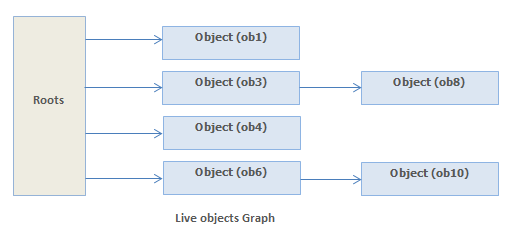 Object (ob1)
Roots
Object (ob3)
Object (ob8)
Object (ob4)
Object (ob6)
Object (ob10)
Live objects Graph